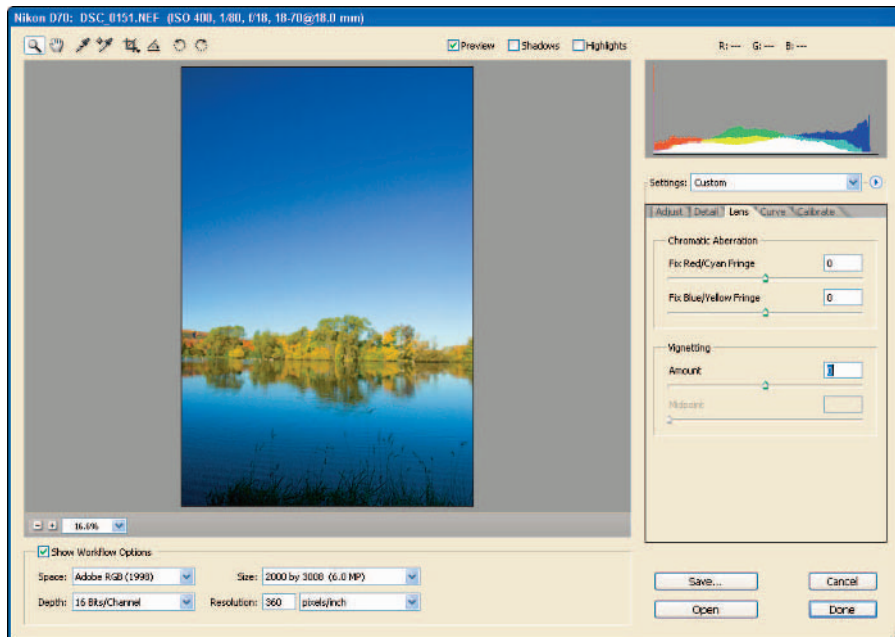 Nikon D70: DSC_0151.NEF (ISO 400, 1/80, f/18, 18-70@18.0 mm)
Preview Shadows Highlights R: --- G: --- B: ---
Settings: Custom
Adjust Detail Lens Curve Calibrate
Chromatic Aberration
Fix Red/Cyan Fringe 0
Fix Blue/Yellow Fringe 0
Vignetting
Amount 0
Midpoint
16.6%
Show Workflow Options
Space: Adobe RGB (1998) Size: 2000 by 3008 (6.0 MP)
Depth: 16 Bits/Channel Resolution: 360 pixels/inch
Save... Cancel
Open Done